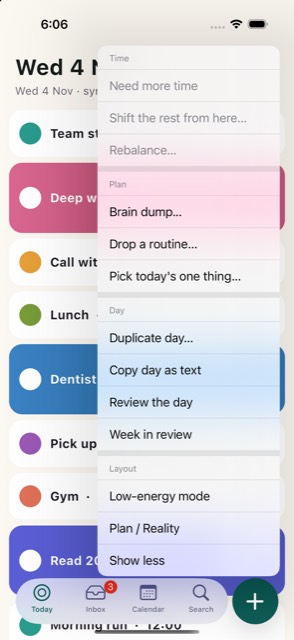 6:06
Wed 4 N
Wed 4 Nov · syn
Time
Need more time
Shift the rest from here...
Rebalance...
Plan
Brain dump...
Drop a routine...
Pick today's one thing...
Day
Duplicate day...
Copy day as text
Review the day
Week in review
Layout
Low-energy mode
Plan / Reality
Show less
Team st
Deep w
Call wit
Lunch ·
Dentist
Pick up
Gym ·
Read 20
3
Today
Inbox
Calendar
Search
Morning run · 12:00